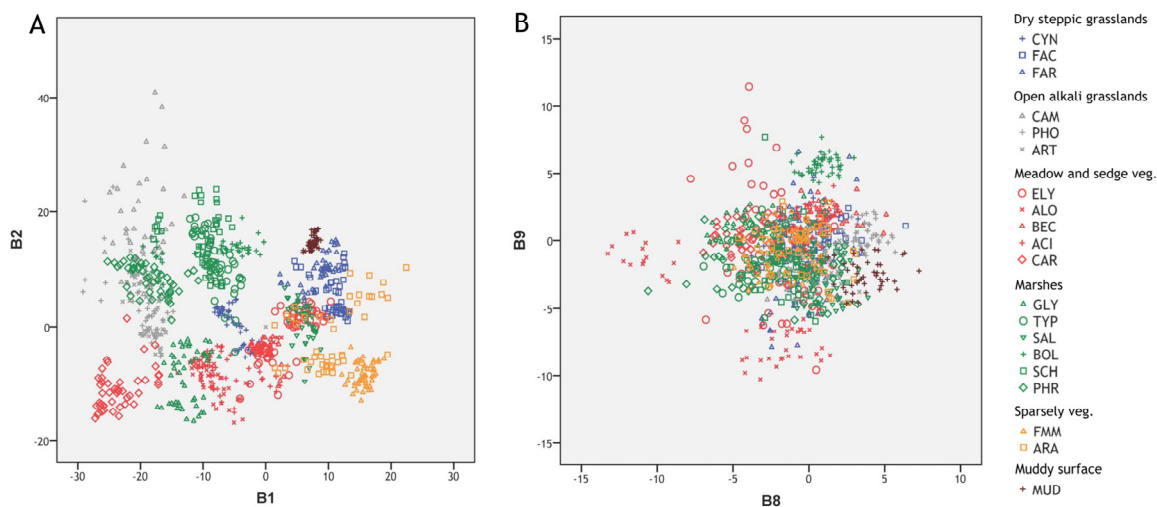 A
B
40
20
0
-20
B2
-30
-20
-10
0
10
20
30
B1
15
10
5
0
-5
-10
-15
B9
-15
-10
-5
0
5
10
B8
Dry steppic grasslands
CYN
FAC
FAR
Open alkali grasslands
CAM
PHO
ART
Meadow and sedge veg.
ELY
ALO
BEC
ACI
CAR
Marshes
GLY
TYP
SAL
BOL
SCH
PHR
Sparsely veg.
FMM
ARA
Muddy surface
MUD